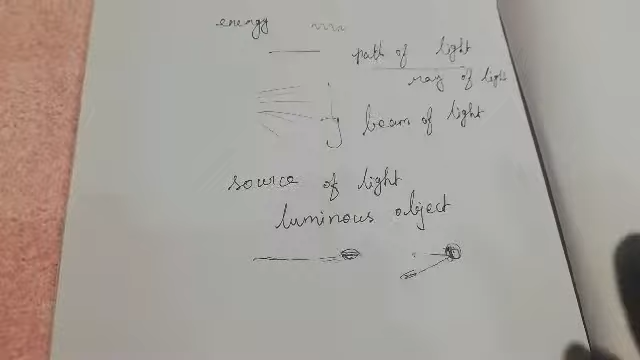 energy
path of light
ray of light
beam of light
source of light
luminous object